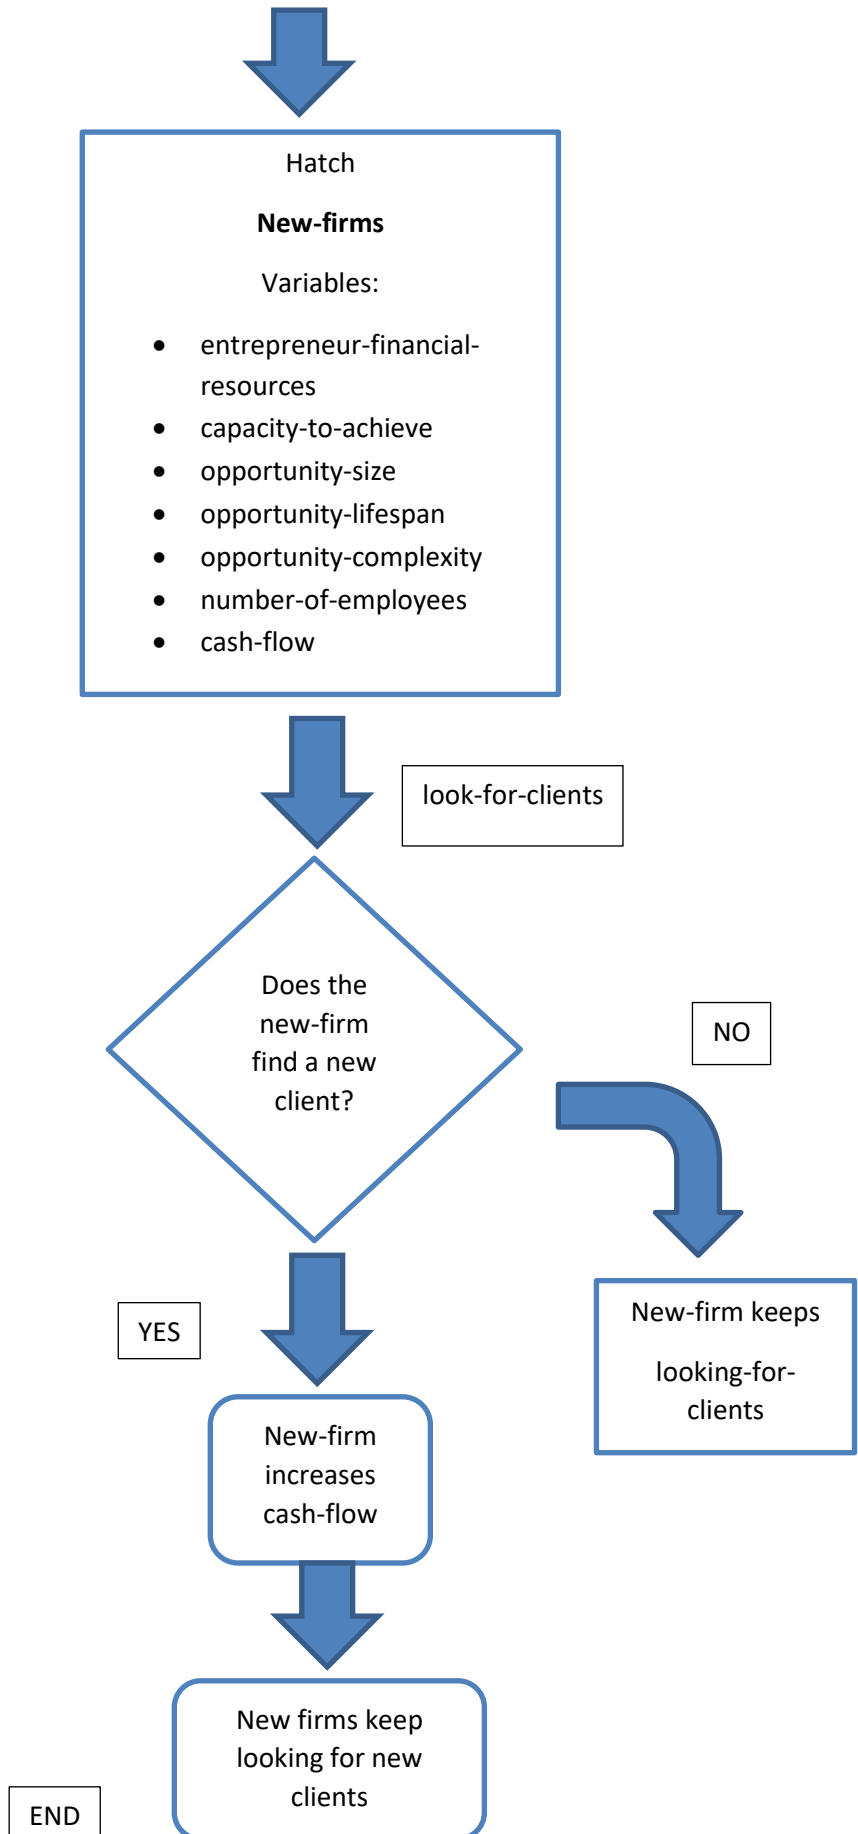 Hatch
New-firms
Variables:
• entrepreneur-financial-
resources
• capacity-to-achieve
• opportunity-size
• opportunity-lifespan
• opportunity-complexity
• number-of-employees
• cash-flow
look-for-clients
Does the
new-firm
find a new
client?
NO
YES
New-firm keeps
looking-for-
clients
New-firm
increases
cash-flow
New firms keep
looking for new
clients
END